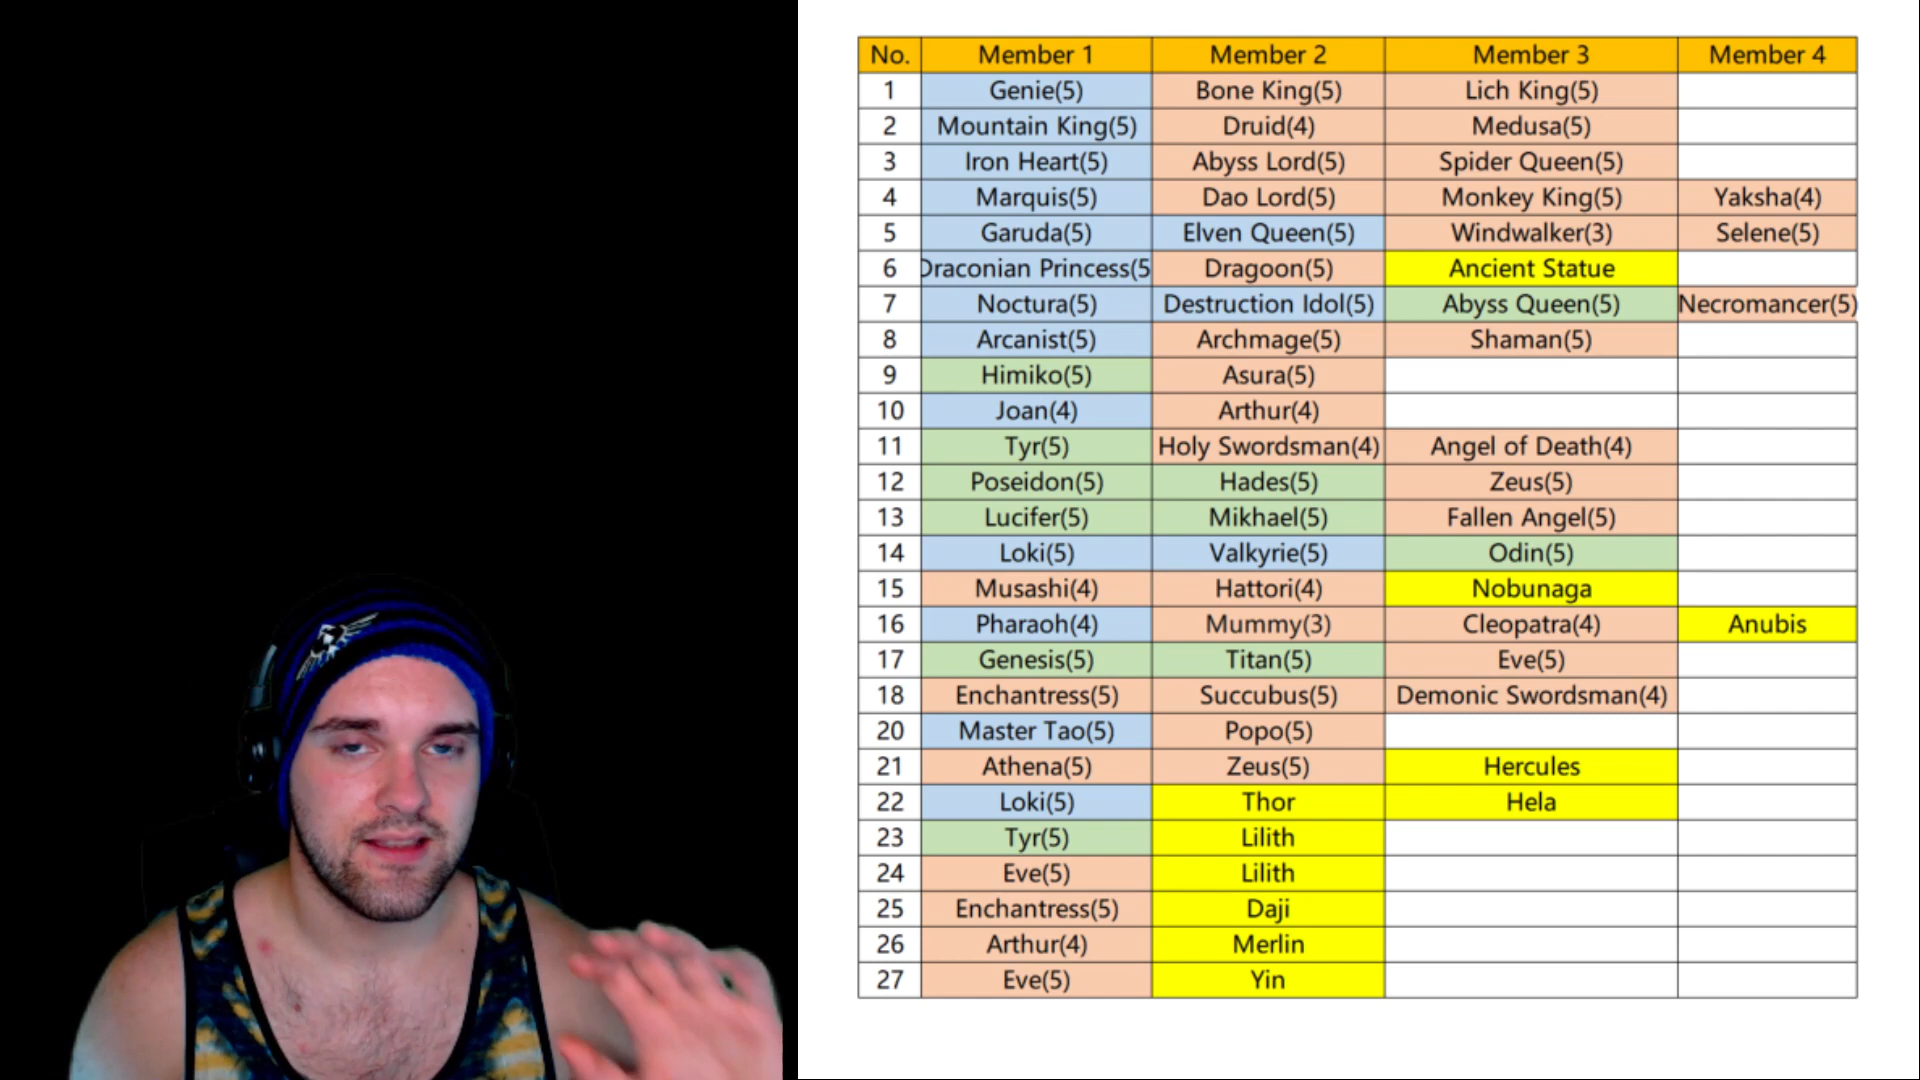 No. Member 1 Member 2 Member 3 Member 4
1 Genie(5) Bone King(5) Lich King(5)
2 Mountain King(5) Druid(4) Medusa(5)
3 Iron Heart(5) Abyss Lord(5) Spider Queen(5)
4 Marquis(5) Dao Lord(5) Monkey King(5) Yaksha(4)
5 Garuda(5) Elven Queen(5) Windwalker(3) Selene(5)
6 Draconian Princess(5 Dragoon(5) Ancient Statue
7 Noctura(5) Destruction Idol(5) Abyss Queen(5) Necromancer(5)
8 Arcanist(5) Archmage(5) Shaman(5)
9 Himiko(5) Asura(5)
10 Joan(4) Arthur(4)
11 Tyr(5) Holy Swordsman(4) Angel of Death(4)
12 Poseidon(5) Hades(5) Zeus(5)
13 Lucifer(5) Mikhael(5) Fallen Angel(5)
14 Loki(5) Valkyrie(5) Odin(5)
15 Musashi(4) Hattori(4) Nobunaga
16 Pharaoh(4) Mummy(3) Cleopatra(4) Anubis
17 Genesis(5) Titan(5) Eve(5)
18 Enchantress(5) Succubus(5) Demonic Swordsman(4)
20 Master Tao(5) Popo(5)
21 Athena(5) Zeus(5) Hercules
22 Loki(5) Thor Hela
23 Tyr(5) Lilith
24 Eve(5) Lilith
25 Enchantress(5) Daji
26 Arthur(4) Merlin
27 Eve(5) Yin